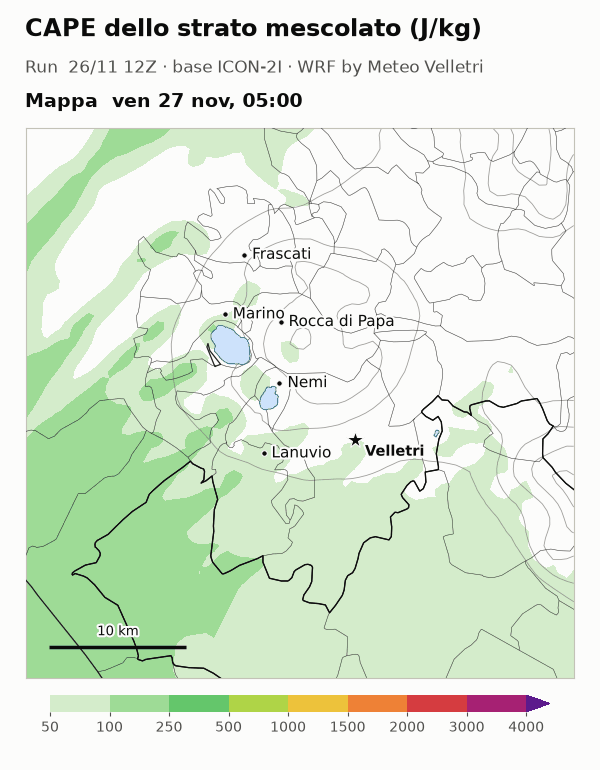 CAPE dello strato mescolato (J/kg)
Run  26/11 12Z · base ICON-2I · WRF by Meteo Velletri
Mappa  ven 27 nov, 05:00
Frascati
Marino
Rocca di Papa
Nemi
Velletri
Lanuvio
10 km
50 100 250 500 1000 1500 2000 3000 4000